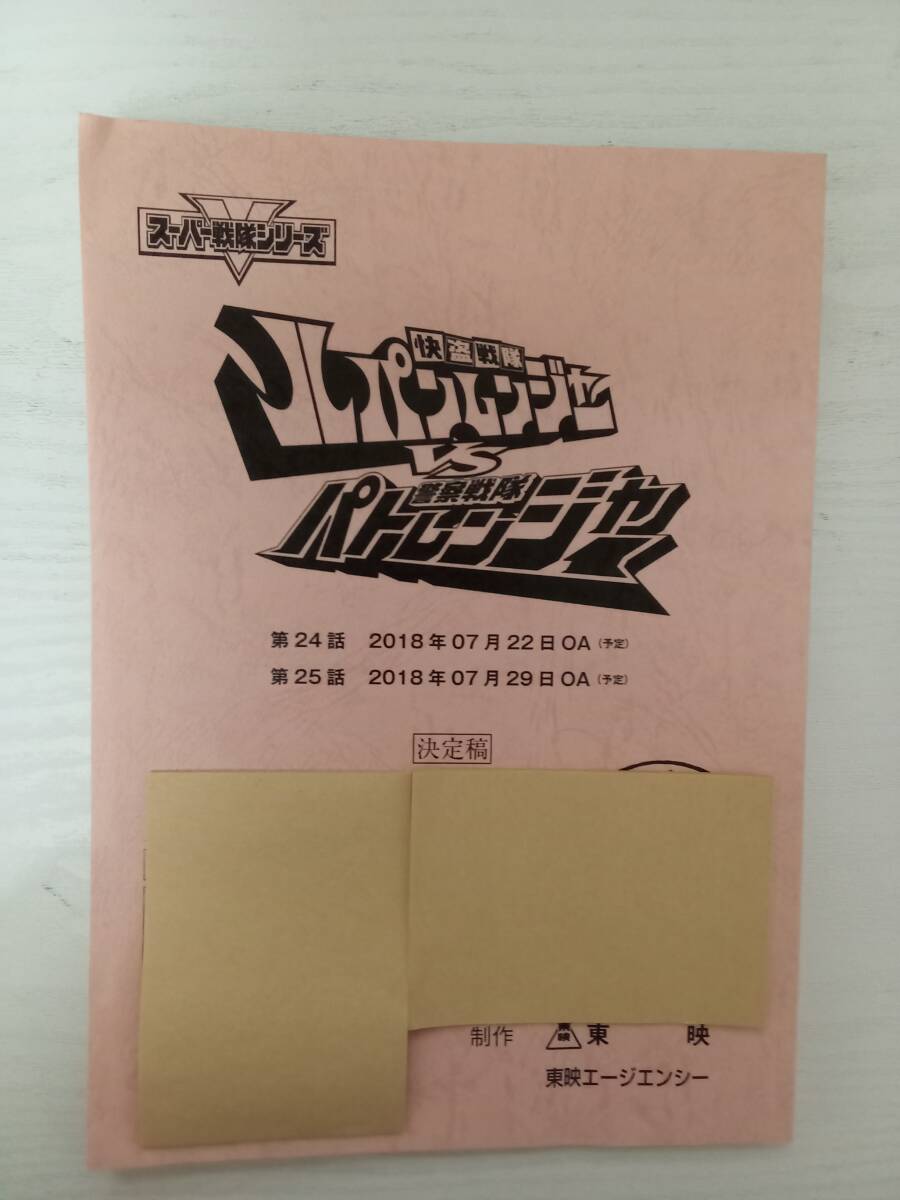 スーパー戦隊シリーズ
快盗戦隊
ルパンレンジャー
VS
警察戦隊
パトレンジャー
第24話 2018年07月22日OA（予定）
第25話 2018年07月29日OA（予定）
決定稿
制作 東映 東映
東映エージエンシー